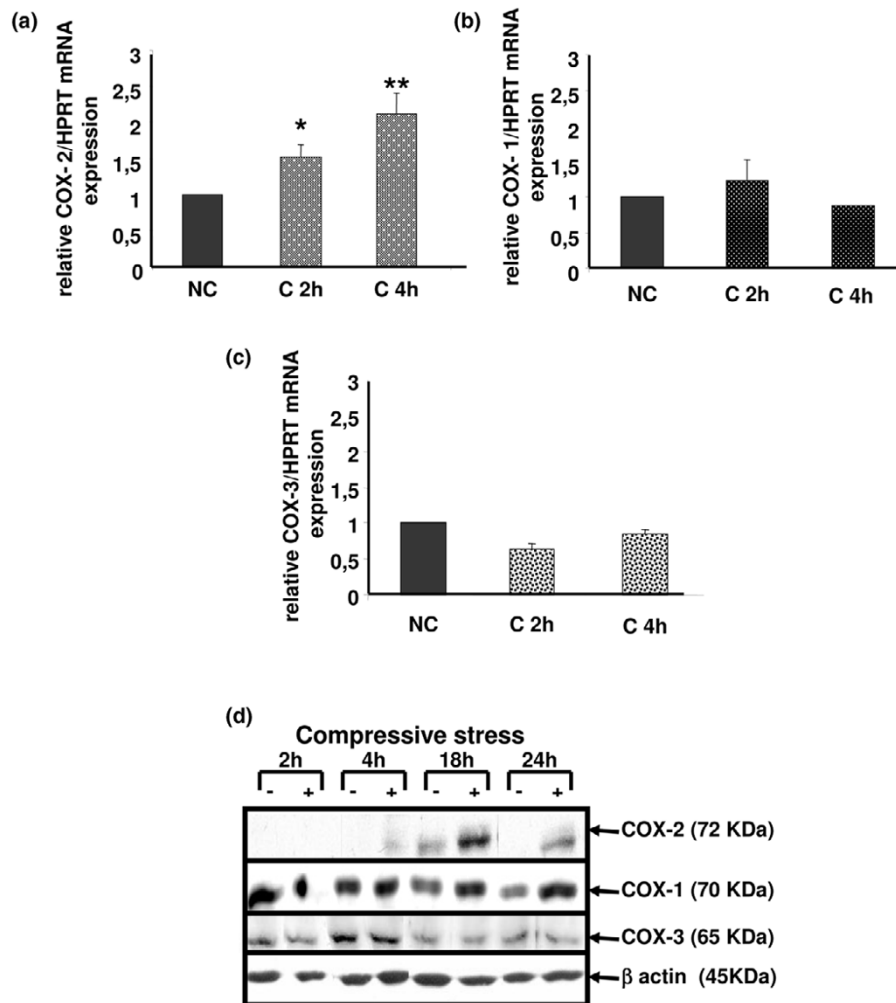 (a)
relative COX-2/HPRT mRNA
expression
3
2,5
2
1,5
1
0,5
0
*
**
NC C 2h C 4h
(b)
relative COX- 1/HPRT mRNA
expression
3
2,5
2
1,5
1
0,5
0
NC C 2h C 4h
(c)
relative COX-3/HPRT mRNA
expression
3
2,5
2
1,5
1
0,5
0
NC C 2h C 4h
(d)
Compressive stress
2h 4h 18h 24h
- + - + - + - +
COX-2 (72 KDa)
COX-1 (70 KDa)
COX-3 (65 KDa)
β actin (45KDa)